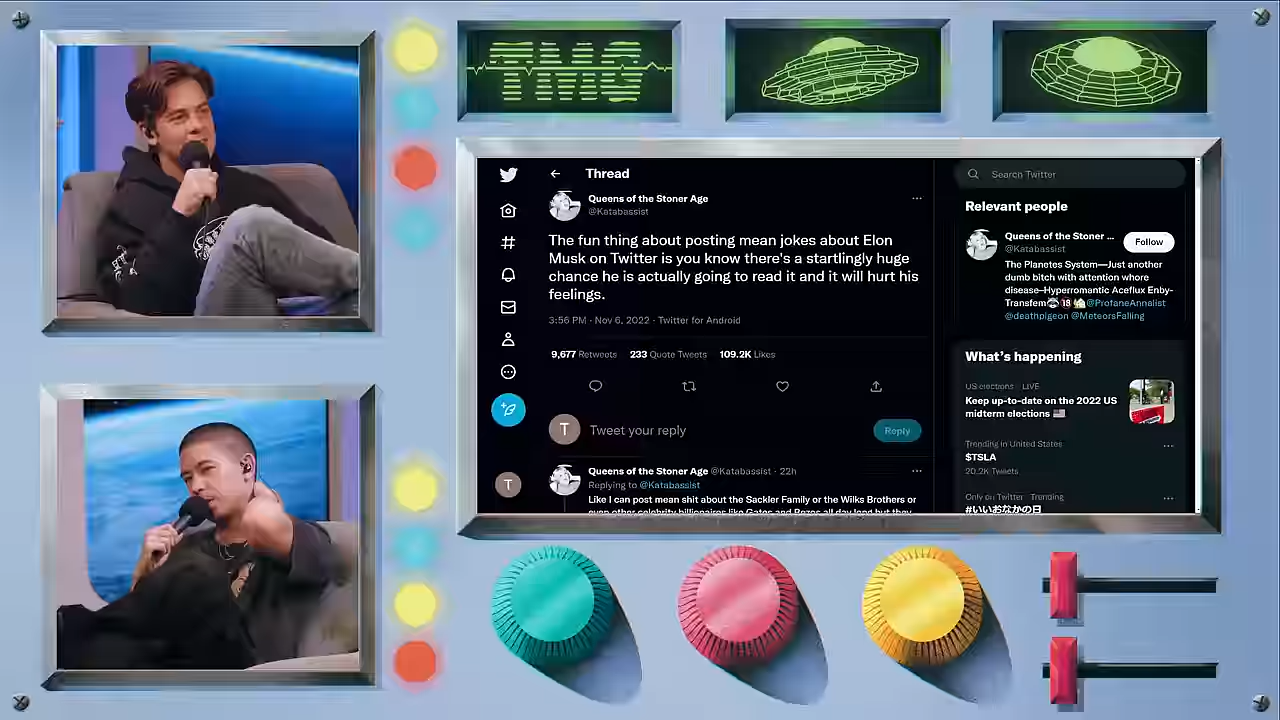 TMG
Thread
Queens of the Stoner Age
@Katabassist
The fun thing about posting mean jokes about Elon
Musk on Twitter is you know there's a startlingly huge
chance he is actually going to read it and it will hurt his
feelings.
3:56 PM · Nov 6, 2022 · Twitter for Android
9,677 Retweets 233 Quote Tweets 109.2K Likes
T Tweet your reply Reply
T
Queens of the Stoner Age @Katabassist · 22h
Replying to @Katabassist
Like I can post mean shit about the Sackler Family or the Wilks Brothers or
even other celebrity billionaires like Gates and Bezos all day long but they
Search Twitter
Relevant people
Queens of the Stoner ...
@Katabassist
Follow
The Planetes System—Just another
dumb bitch with attention whore
disease—Hyperromantic Aceflux Enby-
Transfem 🔞 @ProfaneAnnalist
@deathpigeon @MeteorsFalling
What's happening
US elections · LIVE
Keep up-to-date on the 2022 US
midterm elections 🇺🇸
Trending in United States
$TSLA
20.2K Tweets
Only on Twitter · Trending
#いいおなかの日